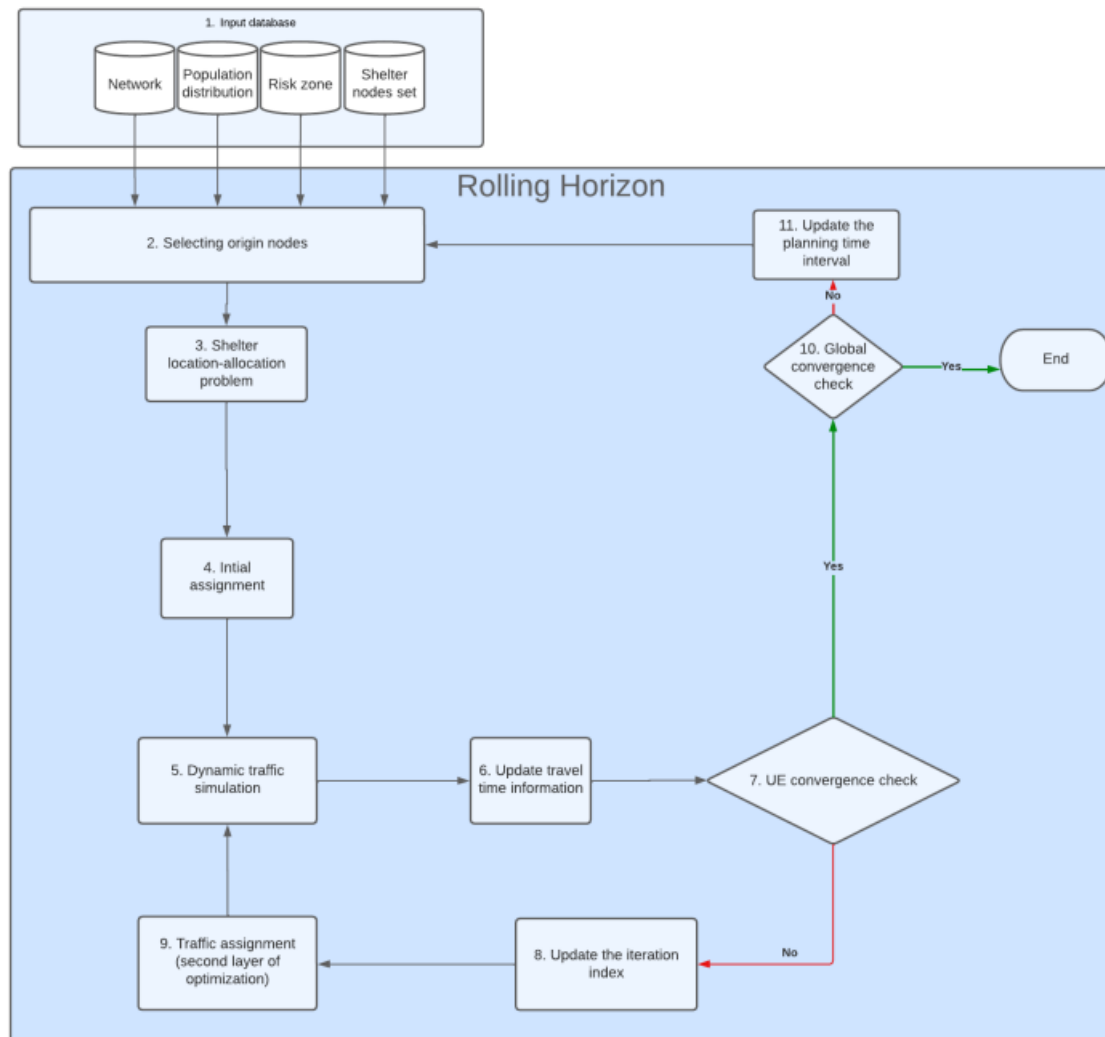 1. Input database
Network
Population
distribution
Risk zone
Shelter
nodes set
Rolling Horizon
2. Selecting origin nodes
11. Update the
planning time
interval
No
3. Shelter
location-allocation
problem
10. Global
convergence
check
Yes
End
4. Intial
assignment
Yes
5. Dynamic traffic
simulation
6. Update travel
time information
7. UE convergence check
9. Traffic assignment
(second layer of
optimization)
8. Update the iteration
index
No